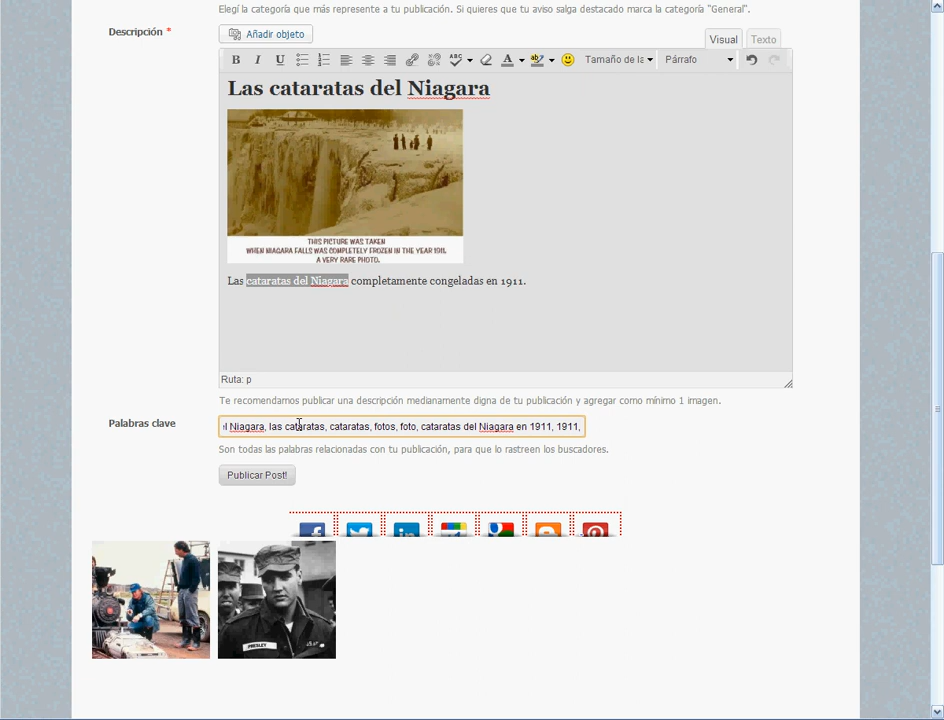 Elegí la categoría que más represente a tu publicación. Si quieres que tu aviso salga destacado marca la categoría "General".
Descripción *
Añadir objeto
Visual
Texto
B I U
ABC
A
ab
Tamaño de la
Párrafo
Las cataratas del Niagara
THIS PICTURE WAS TAKEN
WHEN NIAGARA FALLS WAS COMPLETELY FROZEN IN THE YEAR 1911.
A VERY RARE PHOTO.
Las cataratas del Niagara completamente congeladas en 1911.
Ruta: p
Te recomendamos publicar una descripción medianamente digna de tu publicación y agregar como mínimo 1 imagen.
Palabras clave
l Niagara, las cataratas, cataratas, fotos, foto, cataratas del Niagara en 1911, 1911,
Son todas las palabras relacionadas con tu publicación, para que lo rastreen los buscadores.
Publicar Post!
PRESLEY